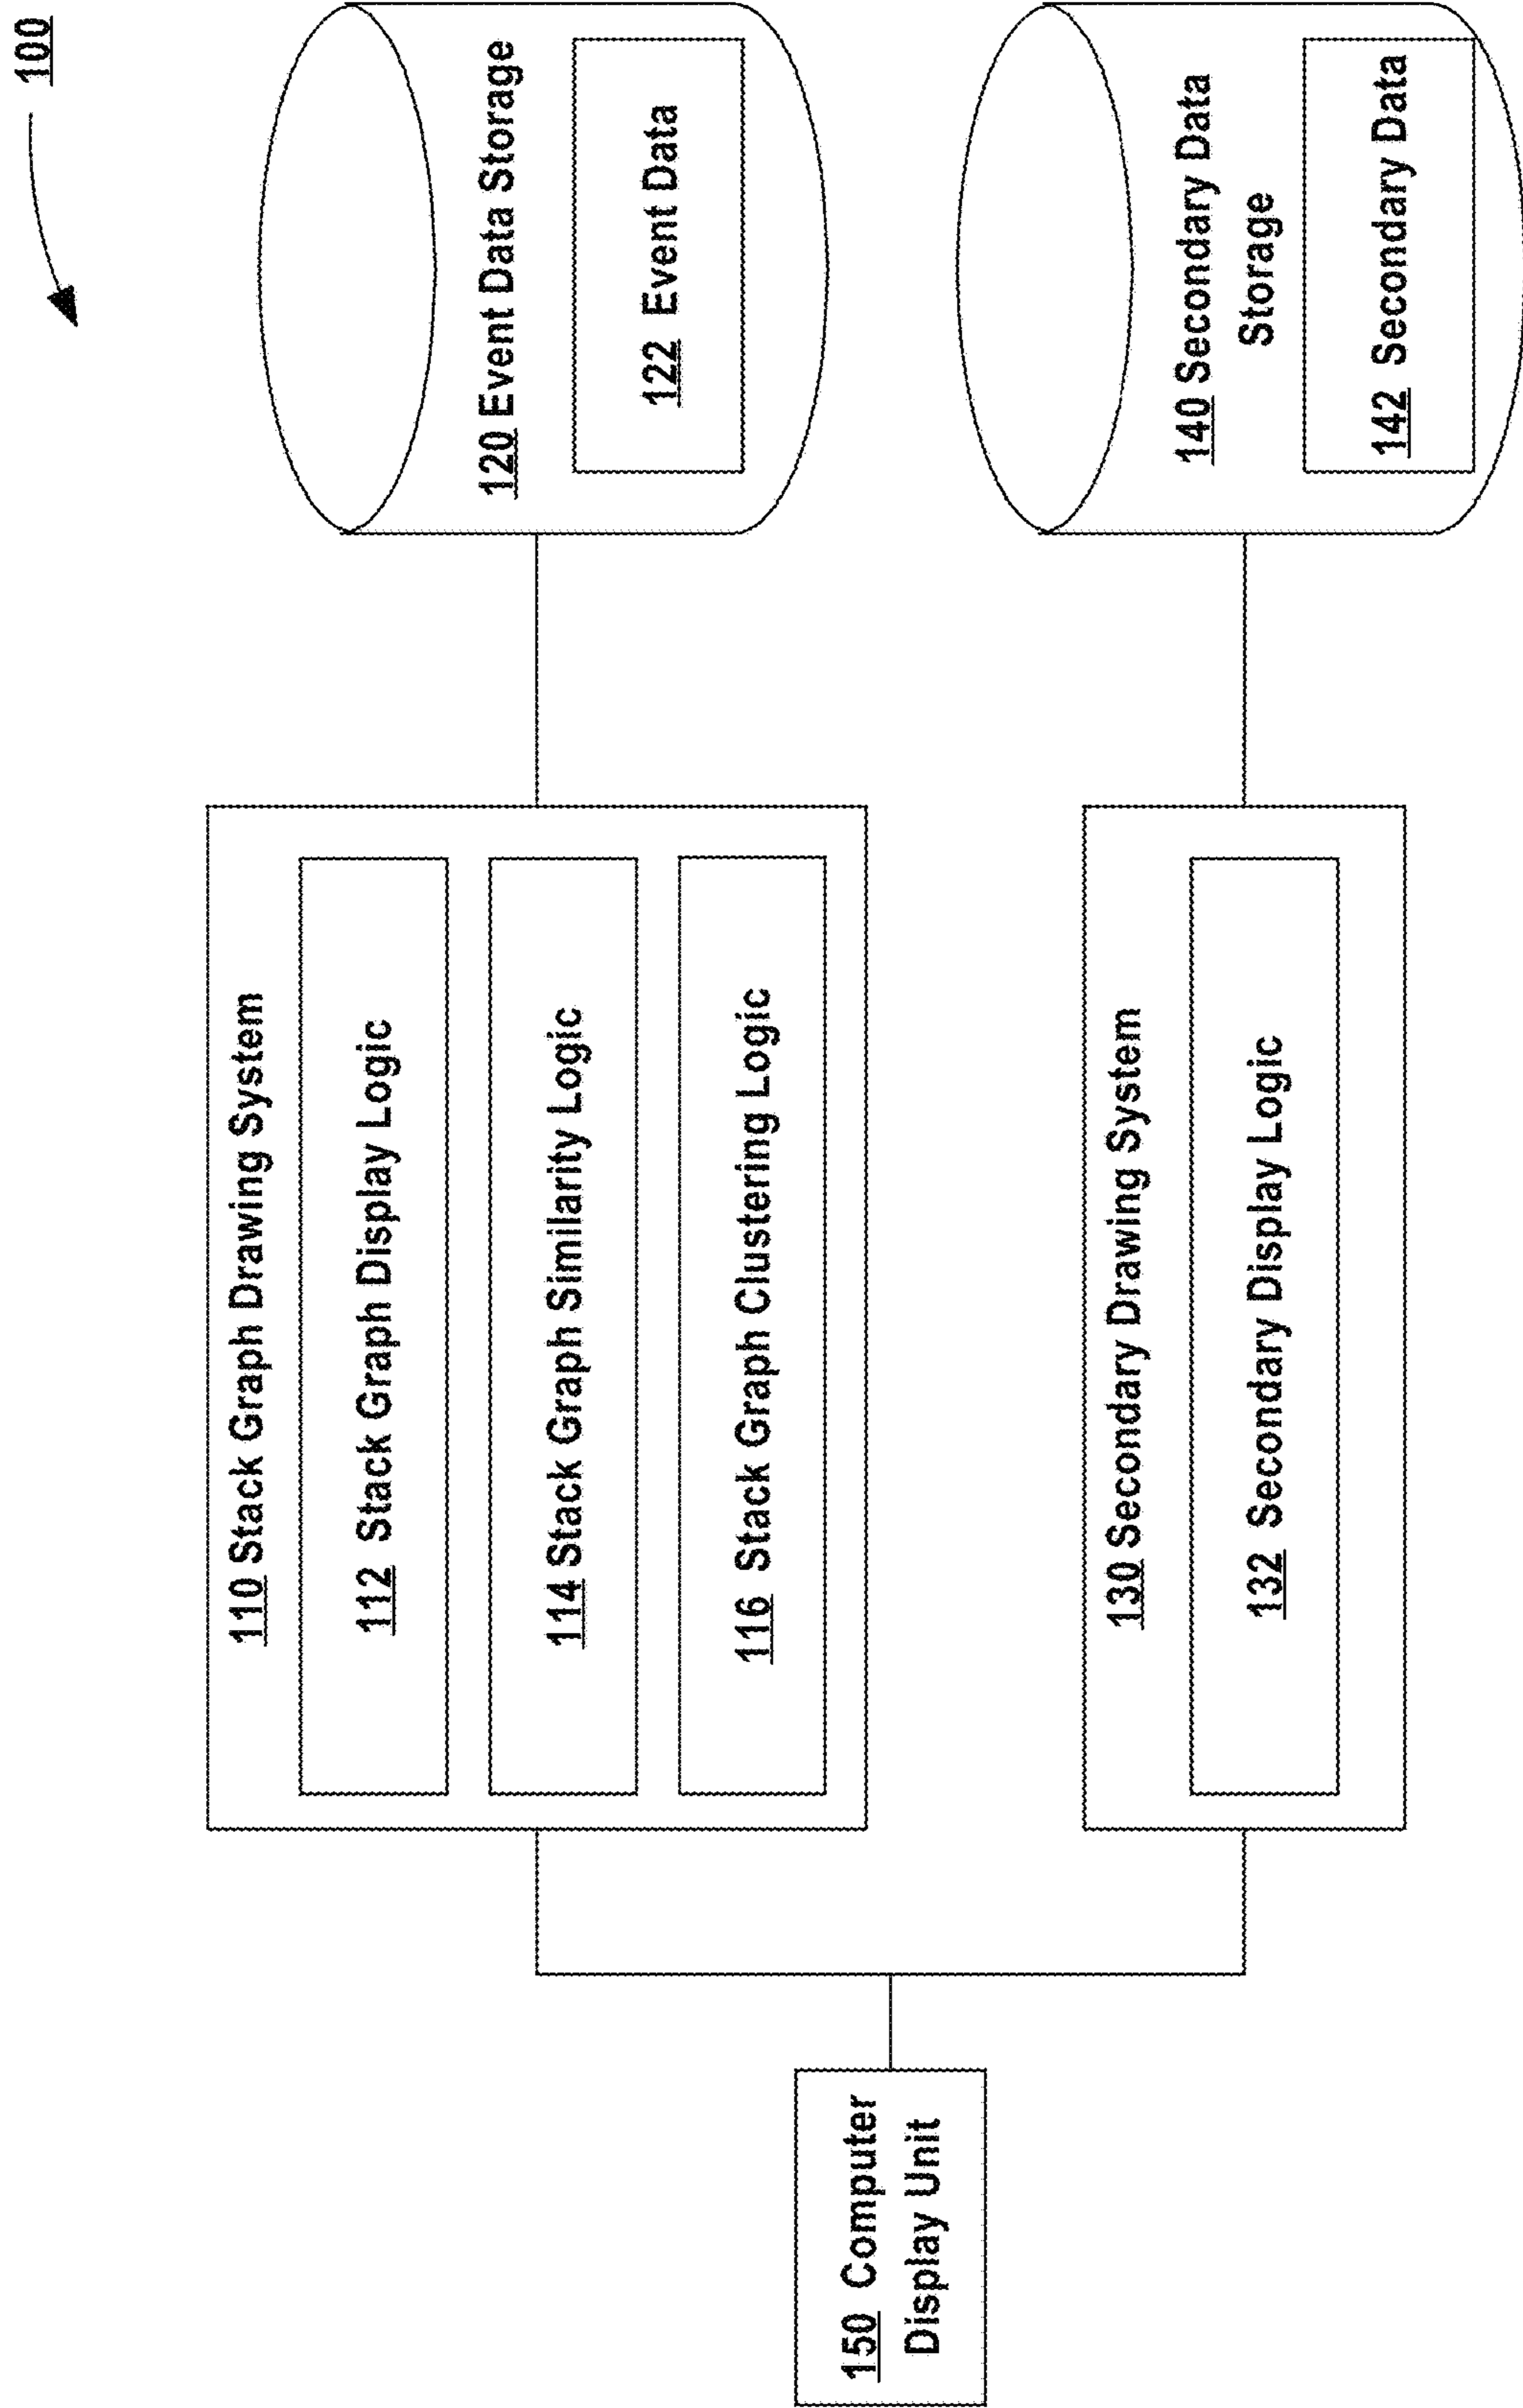 100
150 Computer
Display Unit
110 Stack Graph Drawing System
112 Stack Graph Display Logic
114 Stack Graph Similarity Logic
116 Stack Graph Clustering Logic
120 Event Data Storage
122 Event Data
130 Secondary Drawing System
132 Secondary Display Logic
140 Secondary Data
Storage
142 Secondary Data